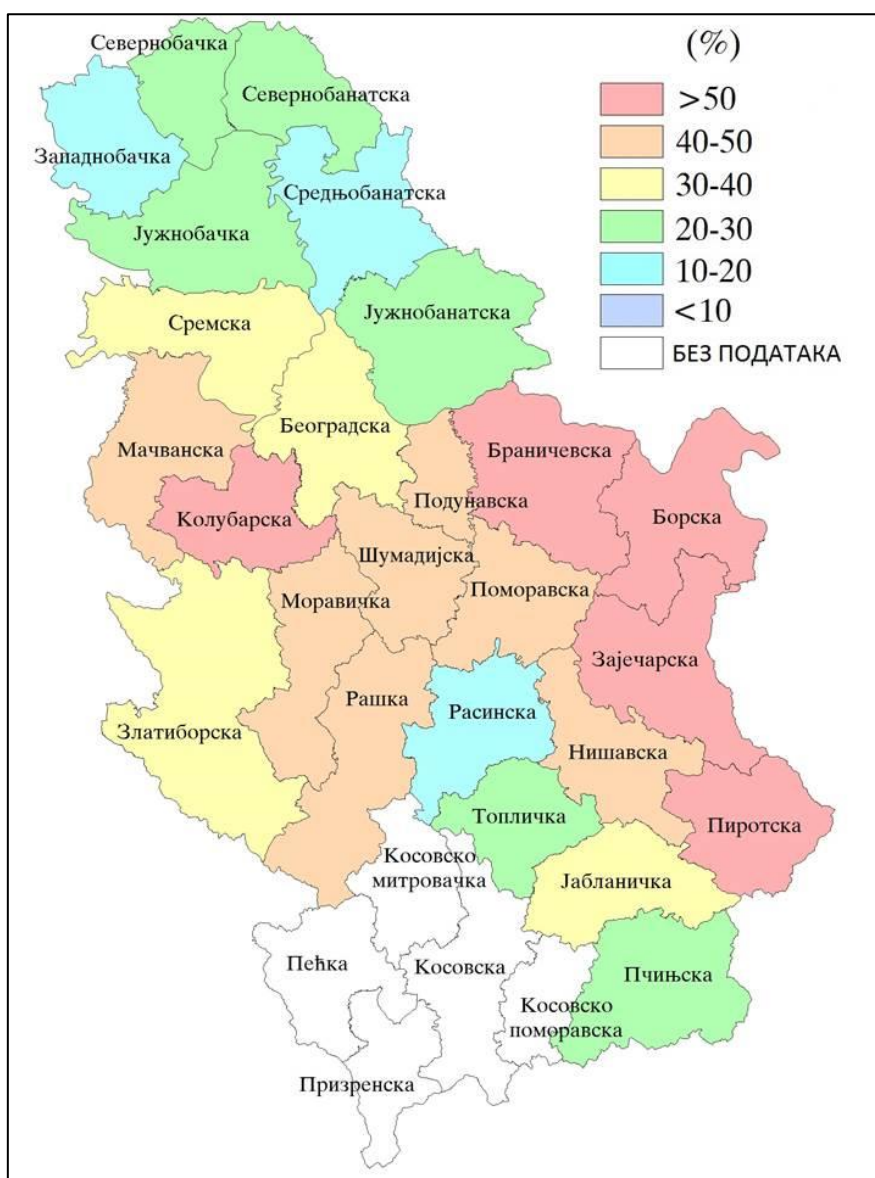 Севернобачка
(%)
Севернобанатска
>50
40-50
Западнобачка
Средњобанатска
30-40
Јужнобачка
20-30
10-20
Јужнобанатска
<10
Сремска
БЕЗ ПОДАТАКА
Београдска
Мачванска
Браничевска
Подунавска
Колубарска
Борска
Шумадијска
Моравичка
Поморавска
Зајечарска
Рашка
Расинска
Златиборска
Нишавска
Топличка
Пиротска
Косовско
митровачка
Јабланичка
Пећка
Косовска
Пчињска
Косовско
поморавска
Призренска